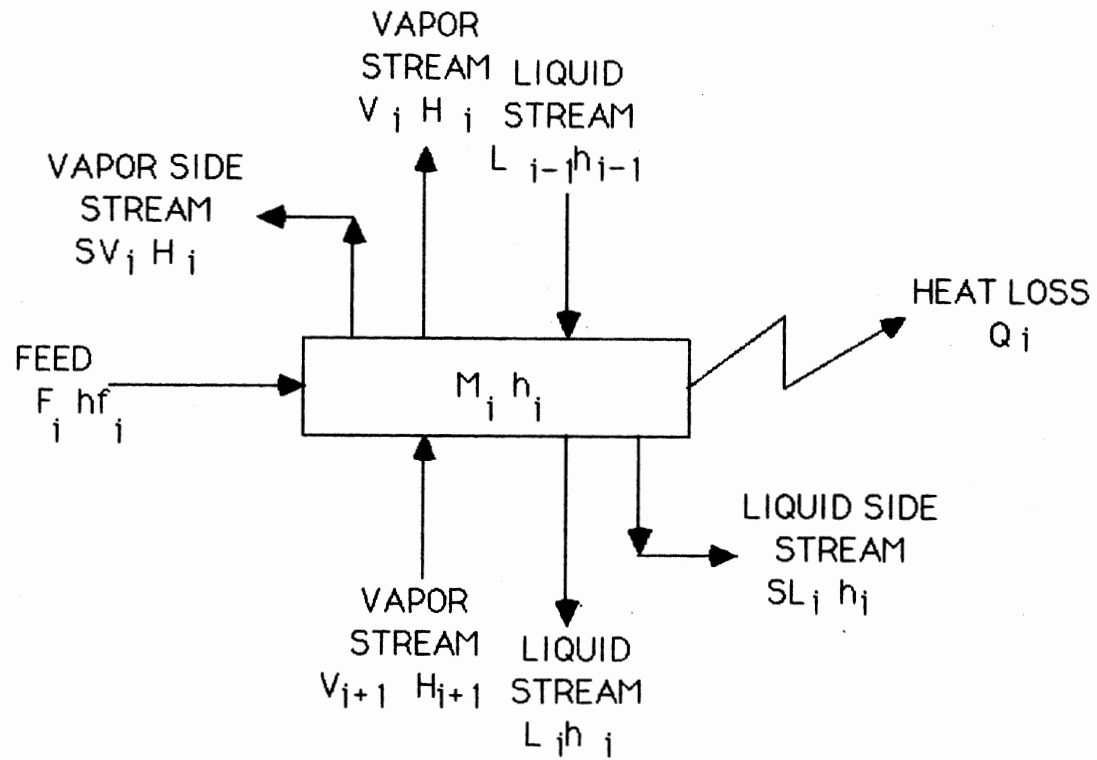 VAPOR
STREAM
V j H j
LIQUID
STREAM
L j-1 h j-1
VAPOR SIDE
STREAM
SV j H j
HEAT LOSS
Q j
FEED
F j hf j
M j h j
LIQUID SIDE
STREAM
SL j h j
VAPOR
STREAM
V j+1 H j+1
LIQUID
STREAM
L j h j